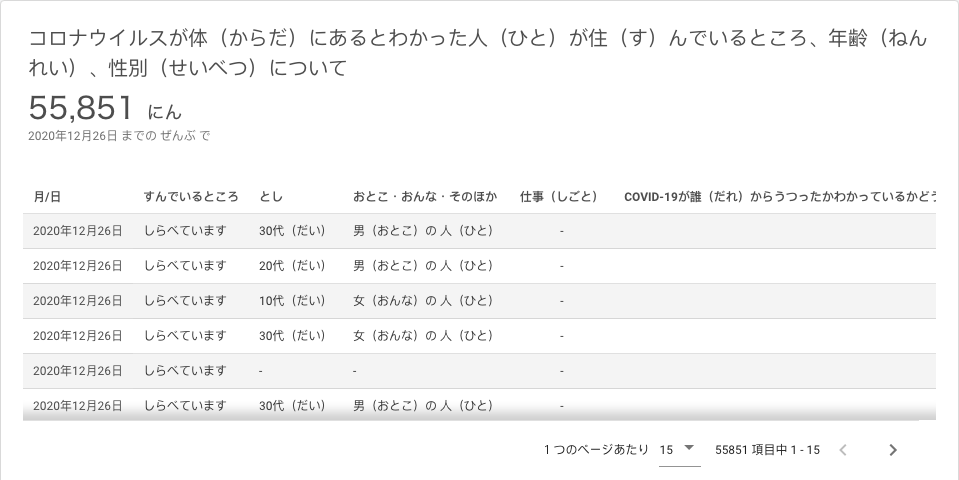 コロナウイルスが体（からだ）にあるとわかった人（ひと）が住（す）んでいるところ、年齢（ねん
れい）、性別（せいべつ）について
55,851 にん
2020年12月26日 までの ぜんぶ で
月/日 すんでいるところ とし おとこ・おんな・そのほか 仕事（しごと） COVID-19が誰（だれ）からうつったかわかっているかどう
2020年12月26日 しらべています 30代（だい） 男（おとこ）の 人（ひと） -
2020年12月26日 しらべています 20代（だい） 男（おとこ）の 人（ひと） -
2020年12月26日 しらべています 10代（だい） 女（おんな）の 人（ひと） -
2020年12月26日 しらべています 30代（だい） 女（おんな）の 人（ひと） -
2020年12月26日 しらべています - - -
2020年12月26日 しらべています 30代（だい） 男（おとこ）の 人（ひと） -
1 つのページあたり 15 55851 項目中 1 - 15